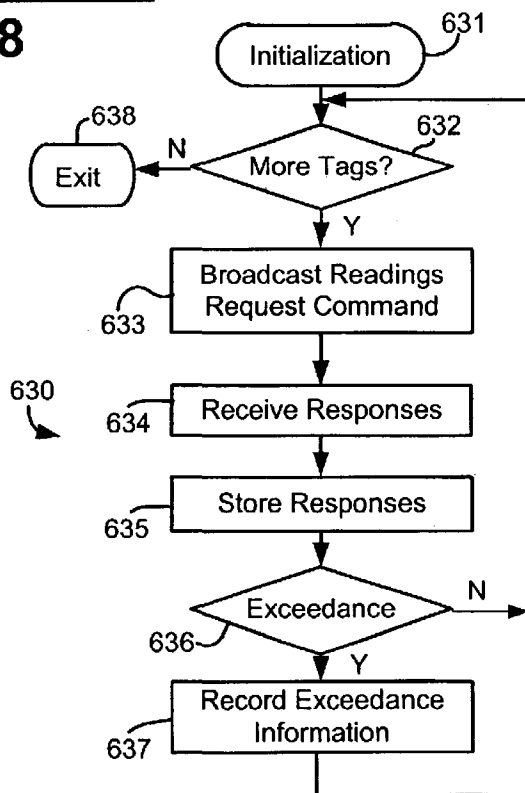 8
631
Initialization
638
632
N
More Tags?
Exit
Y
Broadcast Readings
Request Command
633
630
634
Receive Responses
Store Responses
635
N
Exceedance
636
Y
Record Exceedance
Information
637